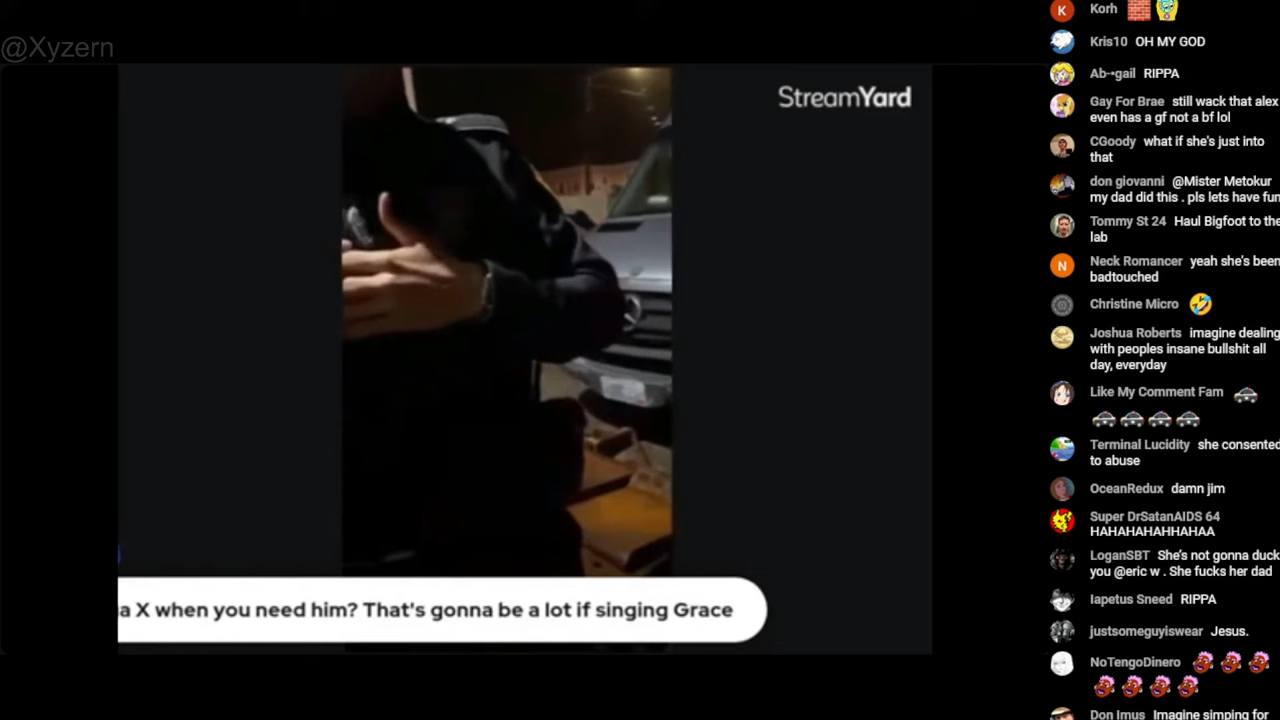 @Xyzern
StreamYard
a X when you need him? That's gonna be a lot if singing Grace
Korh
Kris10 OH MY GOD
Ab-•gail RIPPA
Gay For Brae still wack that alex
even has a gf not a bf lol
CGoody what if she's just into
that
don giovanni @Mister Metokur
my dad did this . pls lets have fun
Tommy St 24 Haul Bigfoot to the
lab
Neck Romancer yeah she's been
badtouched
Christine Micro 🤣
Joshua Roberts imagine dealing
with peoples insane bullshit all
day, everyday
Like My Comment Fam 🚓
🚓🚓🚓🚓
Terminal Lucidity she consented
to abuse
OceanRedux damn jim
Super DrSatanAIDS 64
HAHAHAHAHHAHAA
LoganSBT She's not gonna duck
you @eric w . She fucks her dad
Iapetus Sneed RIPPA
justsomeguyiswear Jesus.
NoTengoDinero
Don Imus Imagine simping for